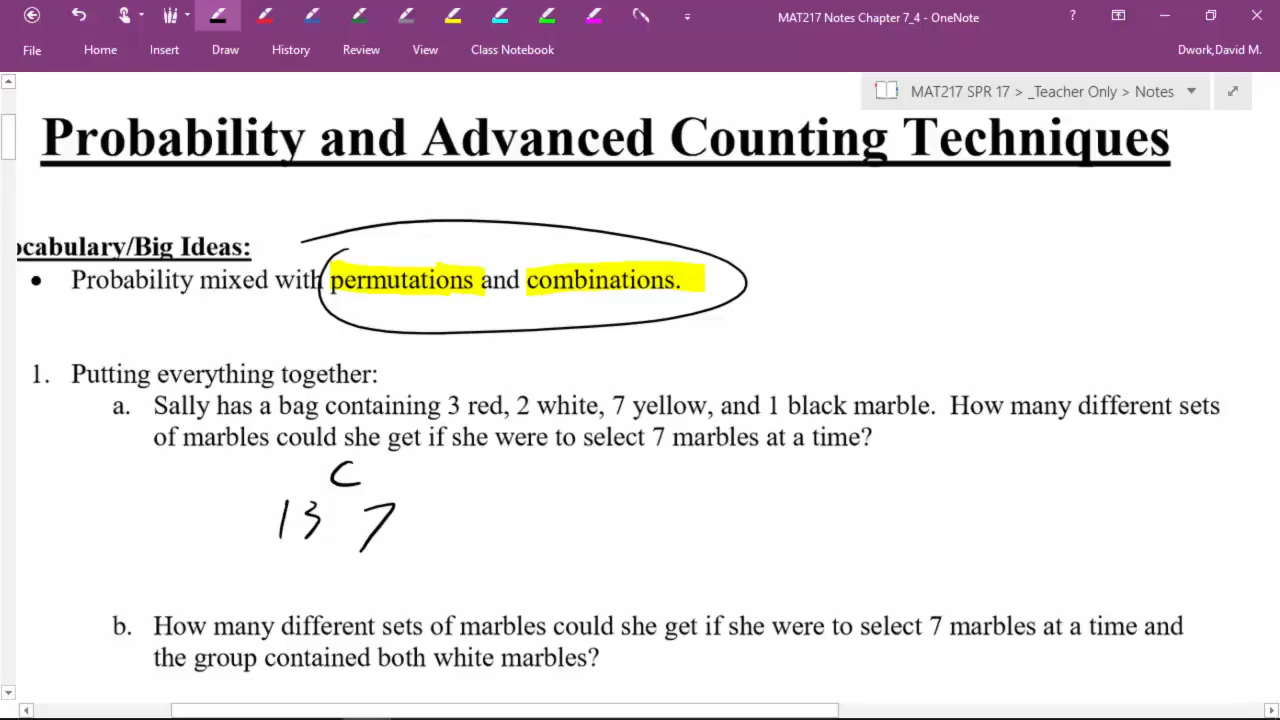 MAT217 Notes Chapter 7_4 - OneNote
?
File Home Insert Draw History Review View Class Notebook Dwork,David M.
MAT217 SPR 17 > _Teacher Only > Notes
Probability and Advanced Counting Techniques
ocabulary/Big Ideas:
• Probability mixed with permutations and combinations.
1. Putting everything together:
a. Sally has a bag containing 3 red, 2 white, 7 yellow, and 1 black marble. How many different sets
of marbles could she get if she were to select 7 marbles at a time?
C
13 7
b. How many different sets of marbles could she get if she were to select 7 marbles at a time and
the group contained both white marbles?